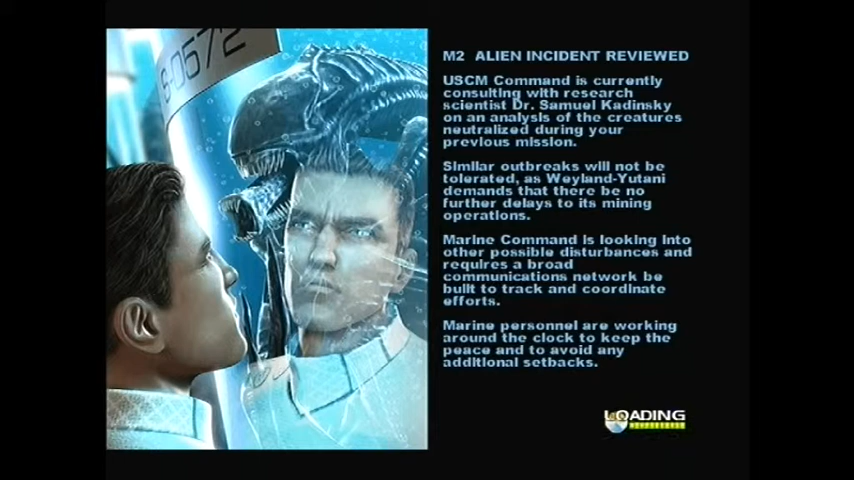 S-0572
M2 ALIEN INCIDENT REVIEWED
USCM Command is currently
consulting with research
scientist Dr. Samuel Kadinsky
on an analysis of the creatures
neutralized during your
previous mission.
Similar outbreaks will not be
tolerated, as Weyland-Yutani
demands that there be no
further delays to its mining
operations.
Marine Command is looking into
other possible disturbances and
requires a broad
communications network be
built to track and coordinate
efforts.
Marine personnel are working
around the clock to keep the
peace and to avoid any
additional setbacks.
LOADING